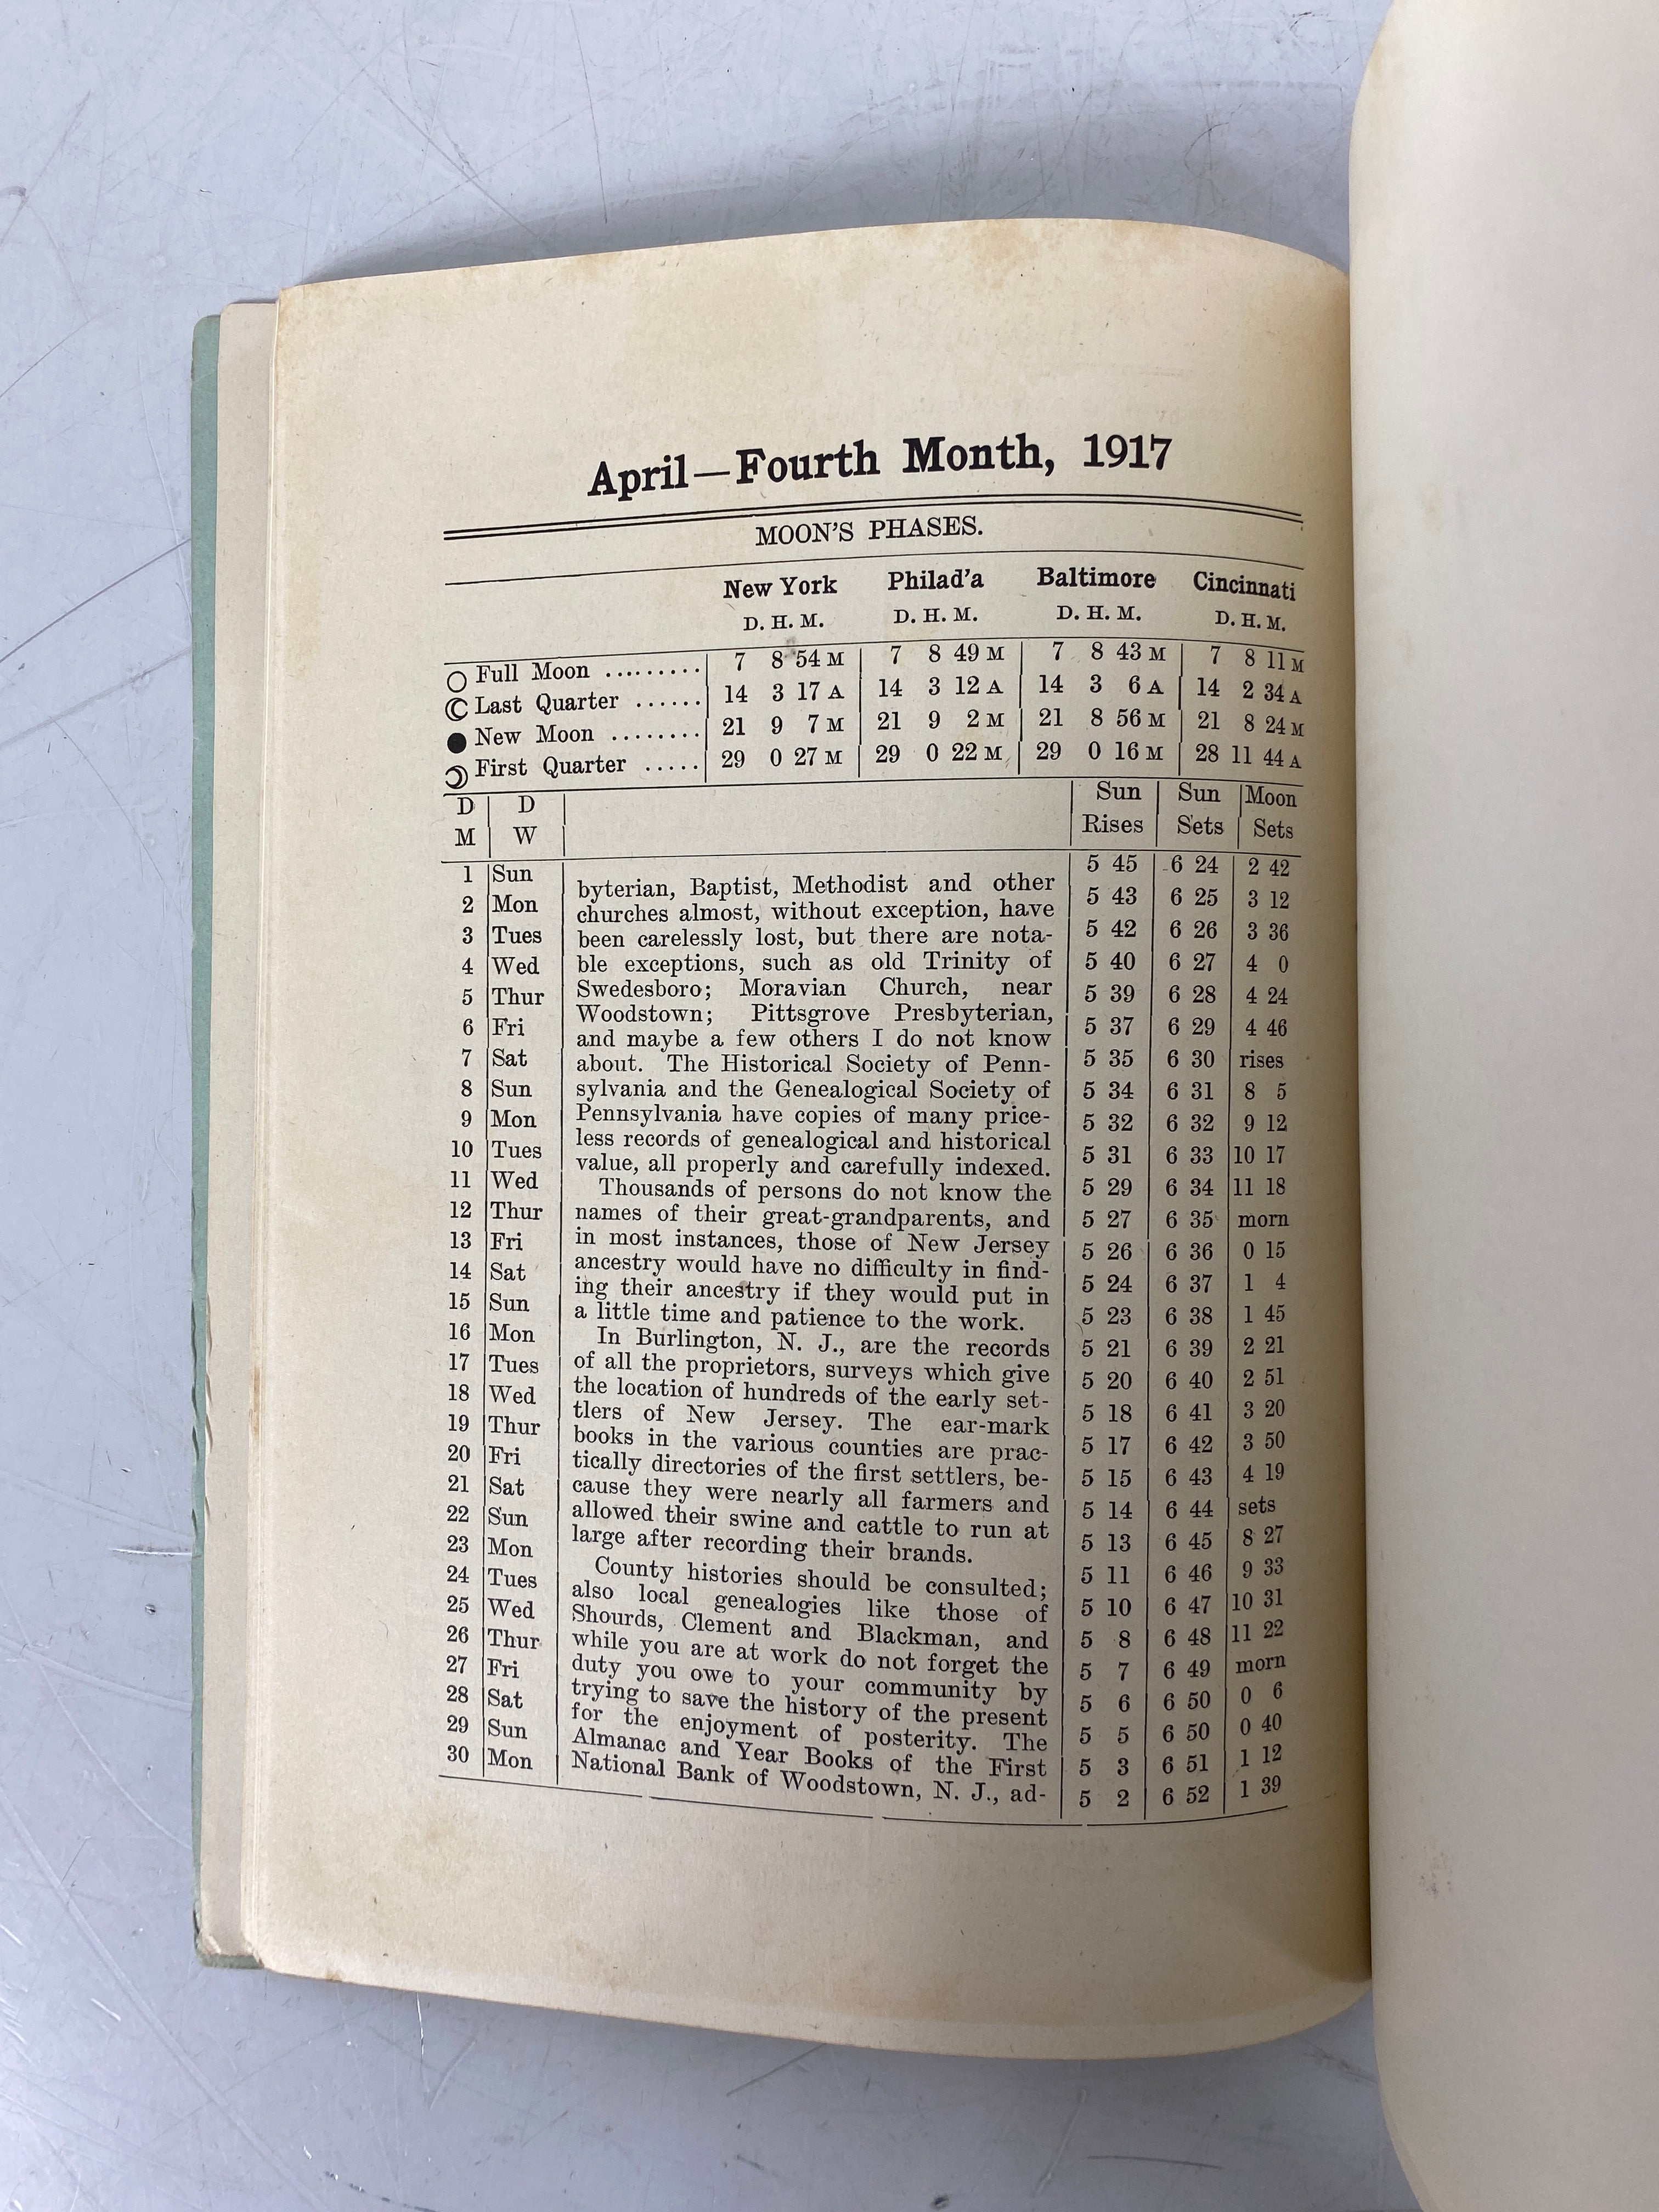 April—Fourth Month, 1917
MOON'S PHASES.
New York Philad'a Baltimore Cincinnati
D. H. M. D. H. M. D. H. M. D. H. M.
Full Moon ......... 7 8 54 M 7 8 49 M 7 8 43 M 7 8 11 M
Last Quarter ...... 14 3 17 A 14 3 12 A 14 3 6 A 14 2 34 A
New Moon ........ 21 9 7 M 21 9 2 M 21 8 56 M 21 8 24 M
First Quarter ..... 29 0 27 M 29 0 22 M 29 0 16 M 28 11 44 A
D D Sun Sun Moon
M W Rises Sets Sets
1 Sun 5 45 6 24 2 42
2 Mon 5 43 6 25 3 12
3 Tues 5 42 6 26 3 36
4 Wed 5 40 6 27 4 0
5 Thur 5 39 6 28 4 24
6 Fri 5 37 6 29 4 46
7 Sat 5 35 6 30 rises
8 Sun 5 34 6 31 8 5
9 Mon 5 32 6 32 9 12
10 Tues 5 31 6 33 10 17
11 Wed 5 29 6 34 11 18
12 Thur 5 27 6 35 morn
13 Fri 5 26 6 36 0 15
14 Sat 5 24 6 37 1 4
15 Sun 5 23 6 38 1 45
16 Mon 5 21 6 39 2 21
17 Tues 5 20 6 40 2 51
18 Wed 5 18 6 41 3 20
19 Thur 5 17 6 42 3 50
20 Fri 5 15 6 43 4 19
21 Sat 5 14 6 44 sets
22 Sun 5 13 6 45 8 27
23 Mon 5 11 6 46 9 33
24 Tues 5 10 6 47 10 31
25 Wed 5 8 6 48 11 22
26 Thur 5 7 6 49 morn
27 Fri 5 6 6 50 0 6
28 Sat 5 5 6 50 0 40
29 Sun 5 3 6 51 1 12
30 Mon 5 2 6 52 1 39
byterian, Baptist, Methodist and other
churches almost, without exception, have
been carelessly lost, but there are nota-
ble exceptions, such as old Trinity of
Swedesboro; Moravian Church, near
Woodstown; Pittsgrove Presbyterian,
and maybe a few others I do not know
about. The Historical Society of Penn-
sylvania and the Genealogical Society of
Pennsylvania have copies of many price-
less records of genealogical and historical
value, all properly and carefully indexed.
Thousands of persons do not know the
names of their great-grandparents, and
in most instances, those of New Jersey
ancestry would have no difficulty in find-
ing their ancestry if they would put in
a little time and patience to the work.
In Burlington, N. J., are the records
of all the proprietors, surveys which give
the location of hundreds of the early set-
tlers of New Jersey. The ear-mark
books in the various counties are prac-
tically directories of the first settlers, be-
cause they were nearly all farmers and
allowed their swine and cattle to run at
large after recording their brands.
County histories should be consulted;
also local genealogies like those of
Shourds, Clement and Blackman, and
while you are at work do not forget the
duty you owe to your community by
trying to save the history of the present
for the enjoyment of posterity. The
Almanac and Year Books of the First
National Bank of Woodstown, N. J., ad-